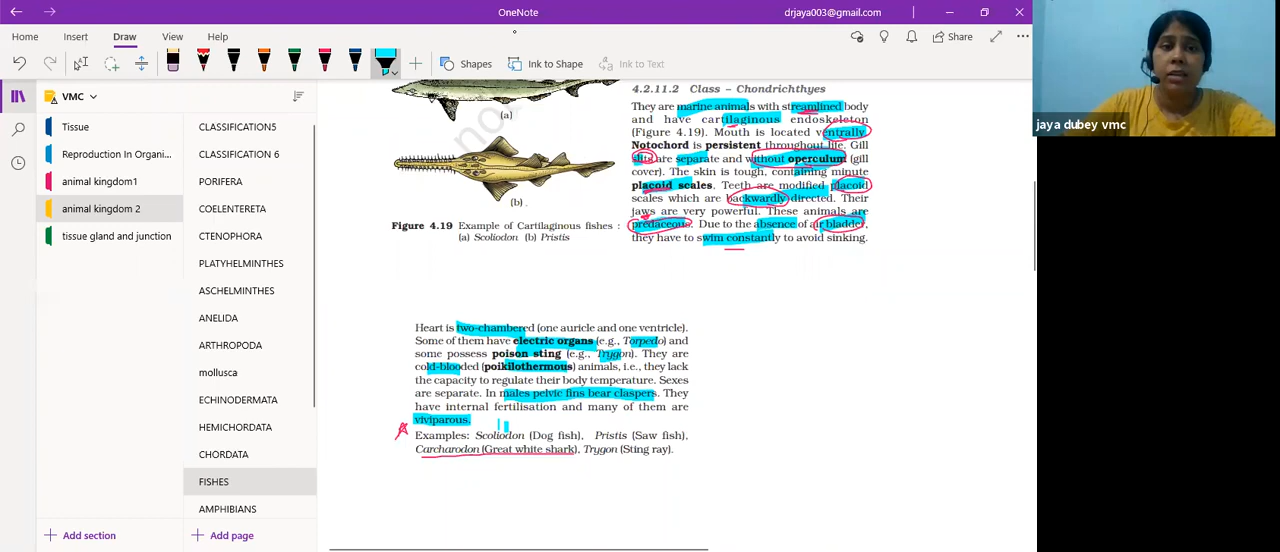 OneNote
drjaya003@gmail.com
Home
Insert
Draw
View
Help
Share
Shapes
Ink to Shape
Ink to Text
VMC
Tissue
Reproduction In Organi...
animal kingdom1
animal kingdom 2
tissue gland and junction
CLASSIFICATION5
CLASSIFICATION 6
PORIFERA
COELENTERETA
CTENOPHORA
PLATYHELMINTHES
ASCHELMINTHES
ANELIDA
ARTHROPODA
mollusca
ECHINODERMATA
HEMICHORDATA
CHORDATA
FISHES
AMPHIBIANS
Add section
Add page
(a)
(b)
Figure 4.19 Example of Cartilaginous fishes :
(a) Scoliodon (b) Pristis
4.2.11.2 Class – Chondrichthyes
They are marine animals with streamlined body
and have cartilaginous endoskeleton
(Figure 4.19). Mouth is located ventrally.
Notochord is persistent throughout life. Gill
slits are separate and without operculum (gill
cover). The skin is tough, containing minute
placoid scales. Teeth are modified placoid
scales which are backwardly directed. Their
jaws are very powerful. These animals are
predaceous. Due to the absence of air bladder,
they have to swim constantly to avoid sinking.
Heart is two-chambered (one auricle and one ventricle).
Some of them have electric organs (e.g., Torpedo) and
some possess poison sting (e.g., Trygon). They are
cold-blooded (poikilothermous) animals, i.e., they lack
the capacity to regulate their body temperature. Sexes
are separate. In males pelvic fins bear claspers. They
have internal fertilisation and many of them are
viviparous.
Examples: Scoliodon (Dog fish), Pristis (Saw fish),
Carcharodon (Great white shark), Trygon (Sting ray).
jaya dubey vmc